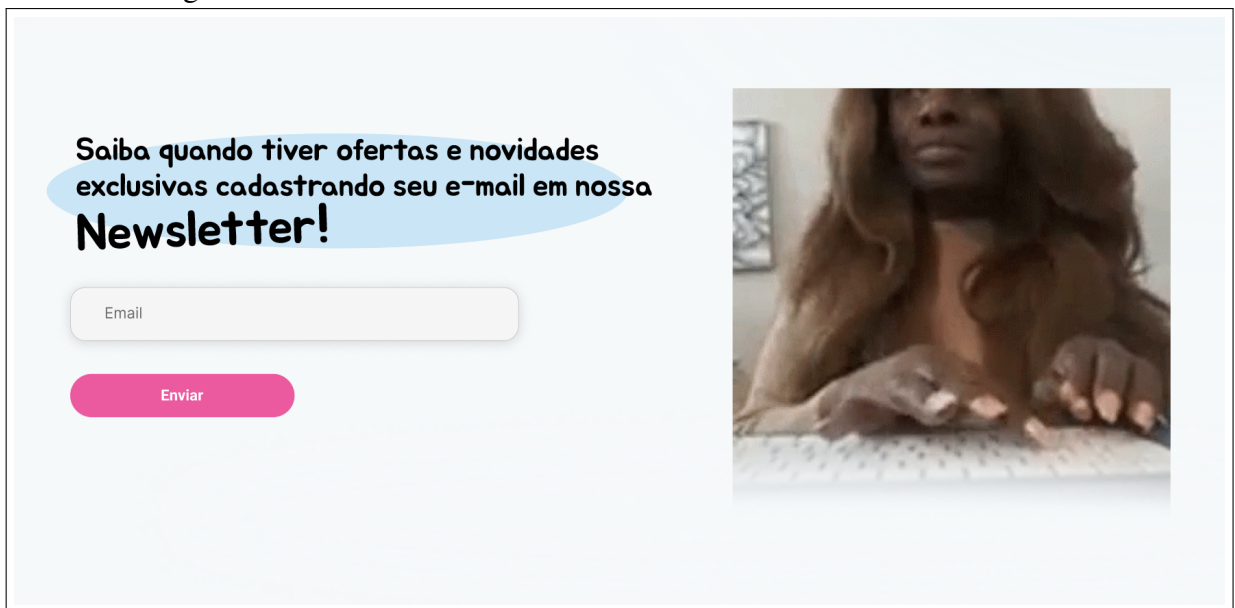 Saiba quando tiver ofertas e novidades
exclusivas cadastrando seu e-mail em nossa
Newsletter!
Email
Enviar